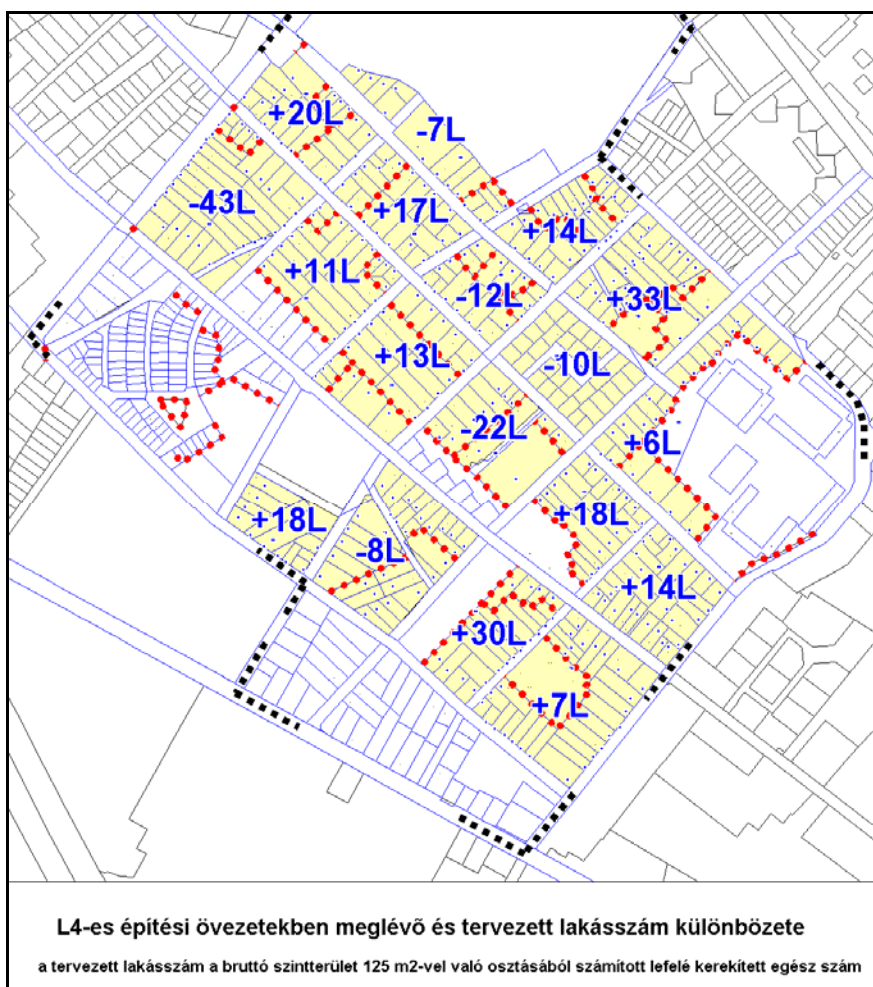 +20L
-7L
-43L
+17L
+14L
+11L
-12L
+33L
+13L
-10L
-22L
+6L
+18L
+18L
-8L
+14L
+30L
+7L
L4-es építési övezetekben meglévõ és tervezett lakásszám különbözete
a tervezett lakásszám a bruttó szintterület 125 m2-vel való osztásából számított lefelé kerekített egész szám